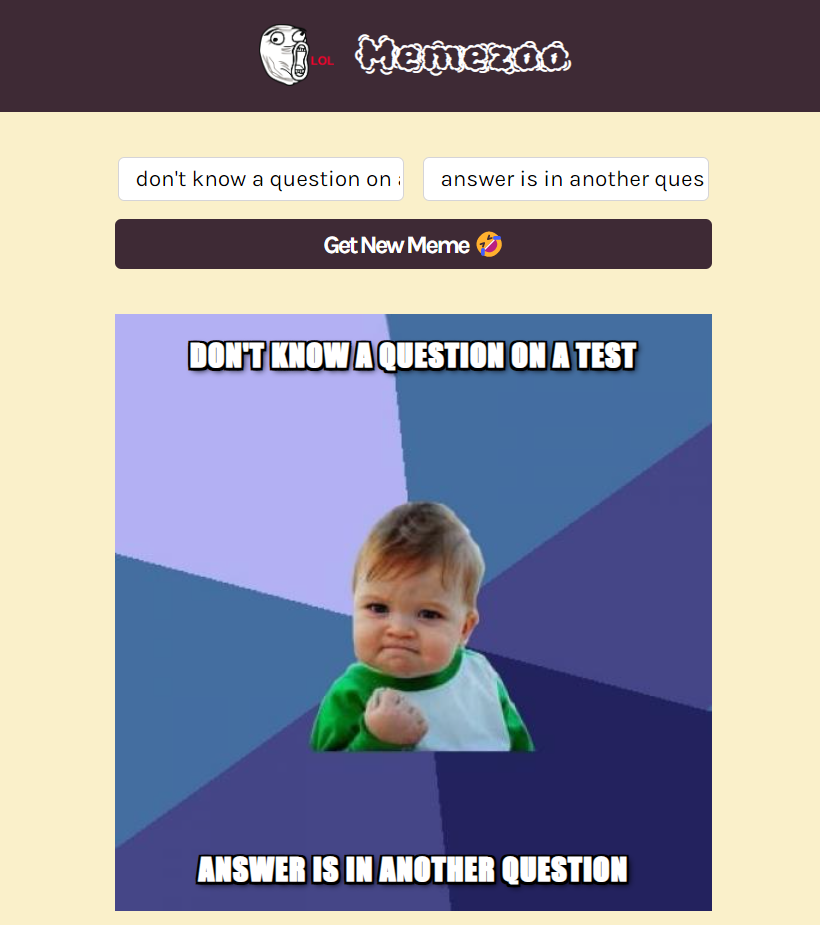 LOL
Memezoo
don't know a question on
answer is in another ques
Get New Meme 🤣
DON'T KNOW A QUESTION ON A TEST
ANSWER IS IN ANOTHER QUESTION